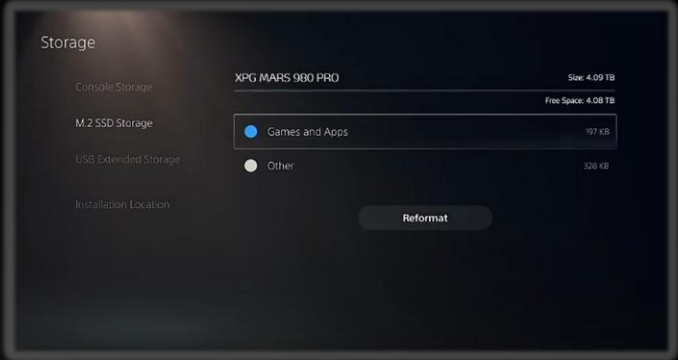 Storage
Console Storage
M.2 SSD Storage
USB Extended Storage
Installation Location
XPG MARS 980 PRO
Size: 4.09 TB
Free Space: 4.08 TB
Games and Apps 197 KB
Other 328 KB
Reformat